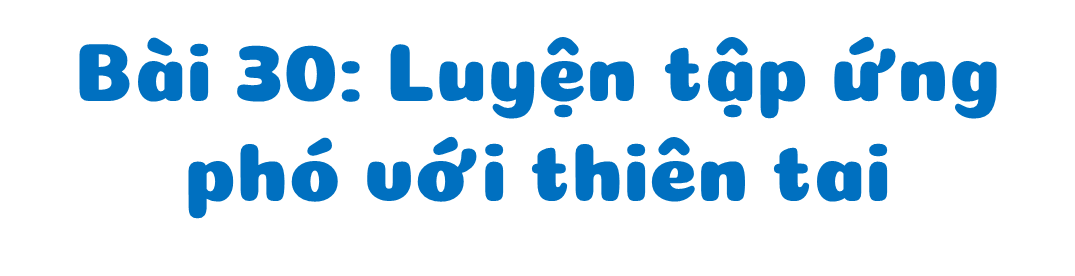 Bài 30: Luyện tập ứng
phó với thiên tai